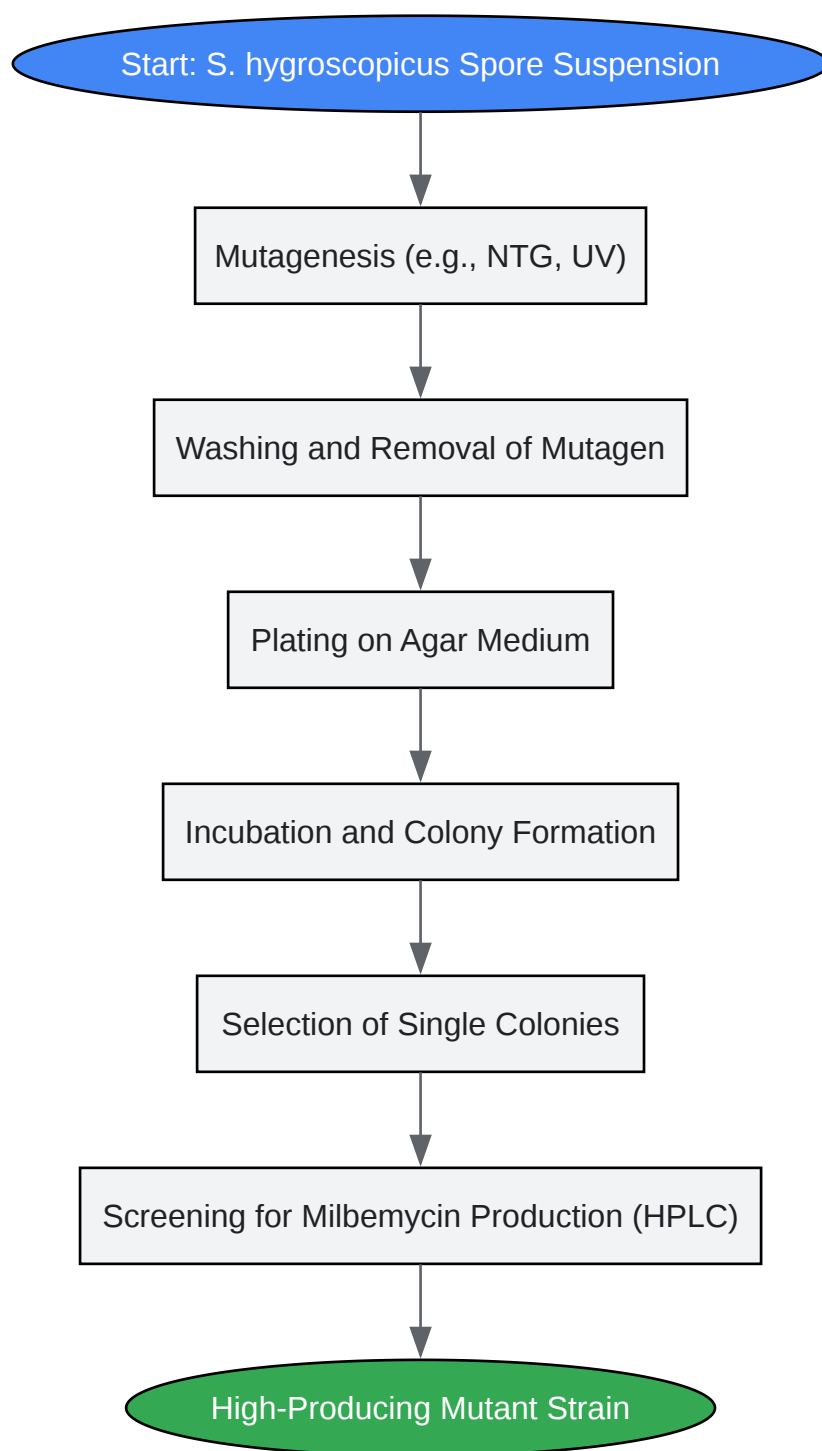 Start: S. hygroscopicus Spore Suspension
Mutagenesis (e.g., NTG, UV)
Washing and Removal of Mutagen
Plating on Agar Medium
Incubation and Colony Formation
Selection of Single Colonies
Screening for Milbemycin Production (HPLC)
High-Producing Mutant Strain